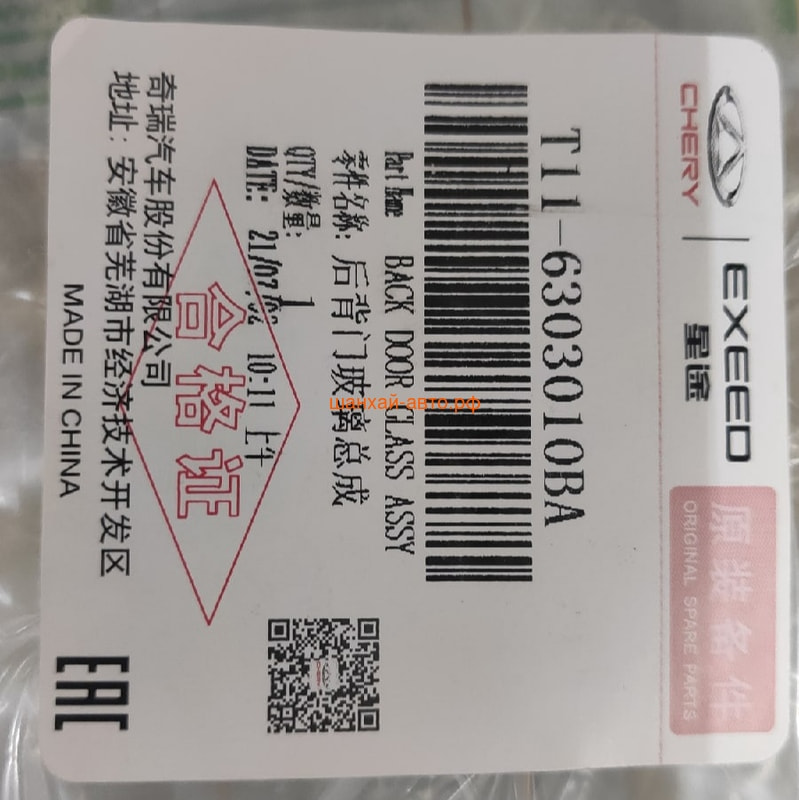 CHERY
EXEED
星途
原装备件
ORIGINAL SPARE PARTS
T11-6303010BA
Part Name BACK DOOR GLASS ASSY
零件名称: 后背门玻璃总成
QTY/数量: 1
DATE: 21/07/ 10:11 上午
合格证
奇瑞汽车股份有限公司
地址: 安徽省芜湖市经济技术开发区
MADE IN CHINA
EAC
CHERY
шанхай-авто.рф